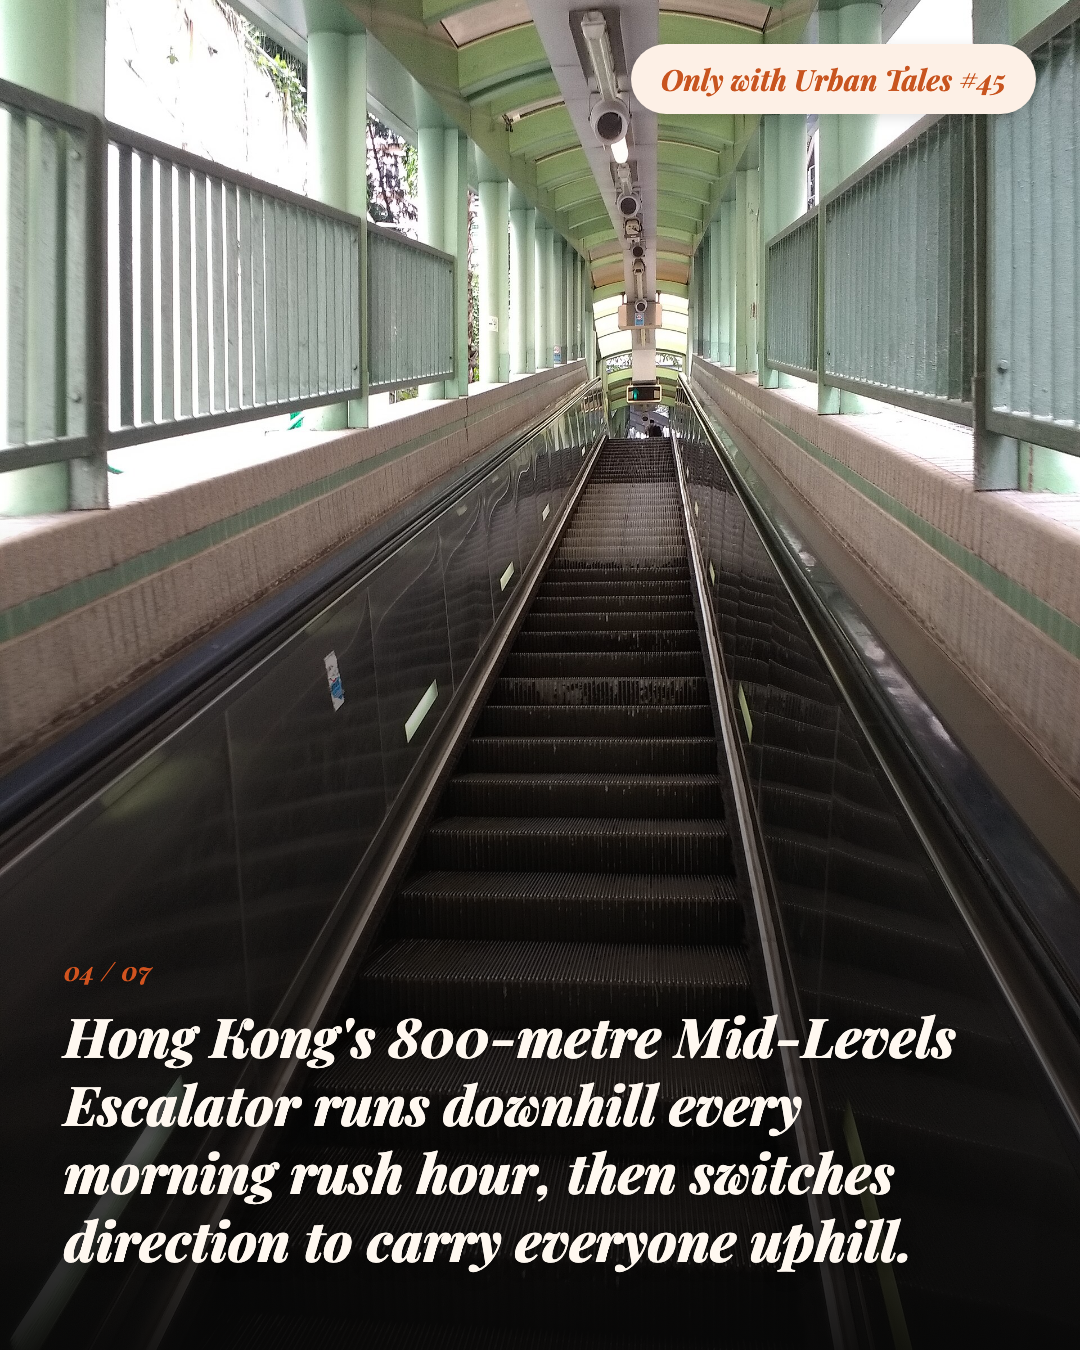 Only with Urban Tales #45
04 / 07
Hong Kong's 800-metre Mid-Levels
Escalator runs downhill every
morning rush hour, then switches
direction to carry everyone uphill.